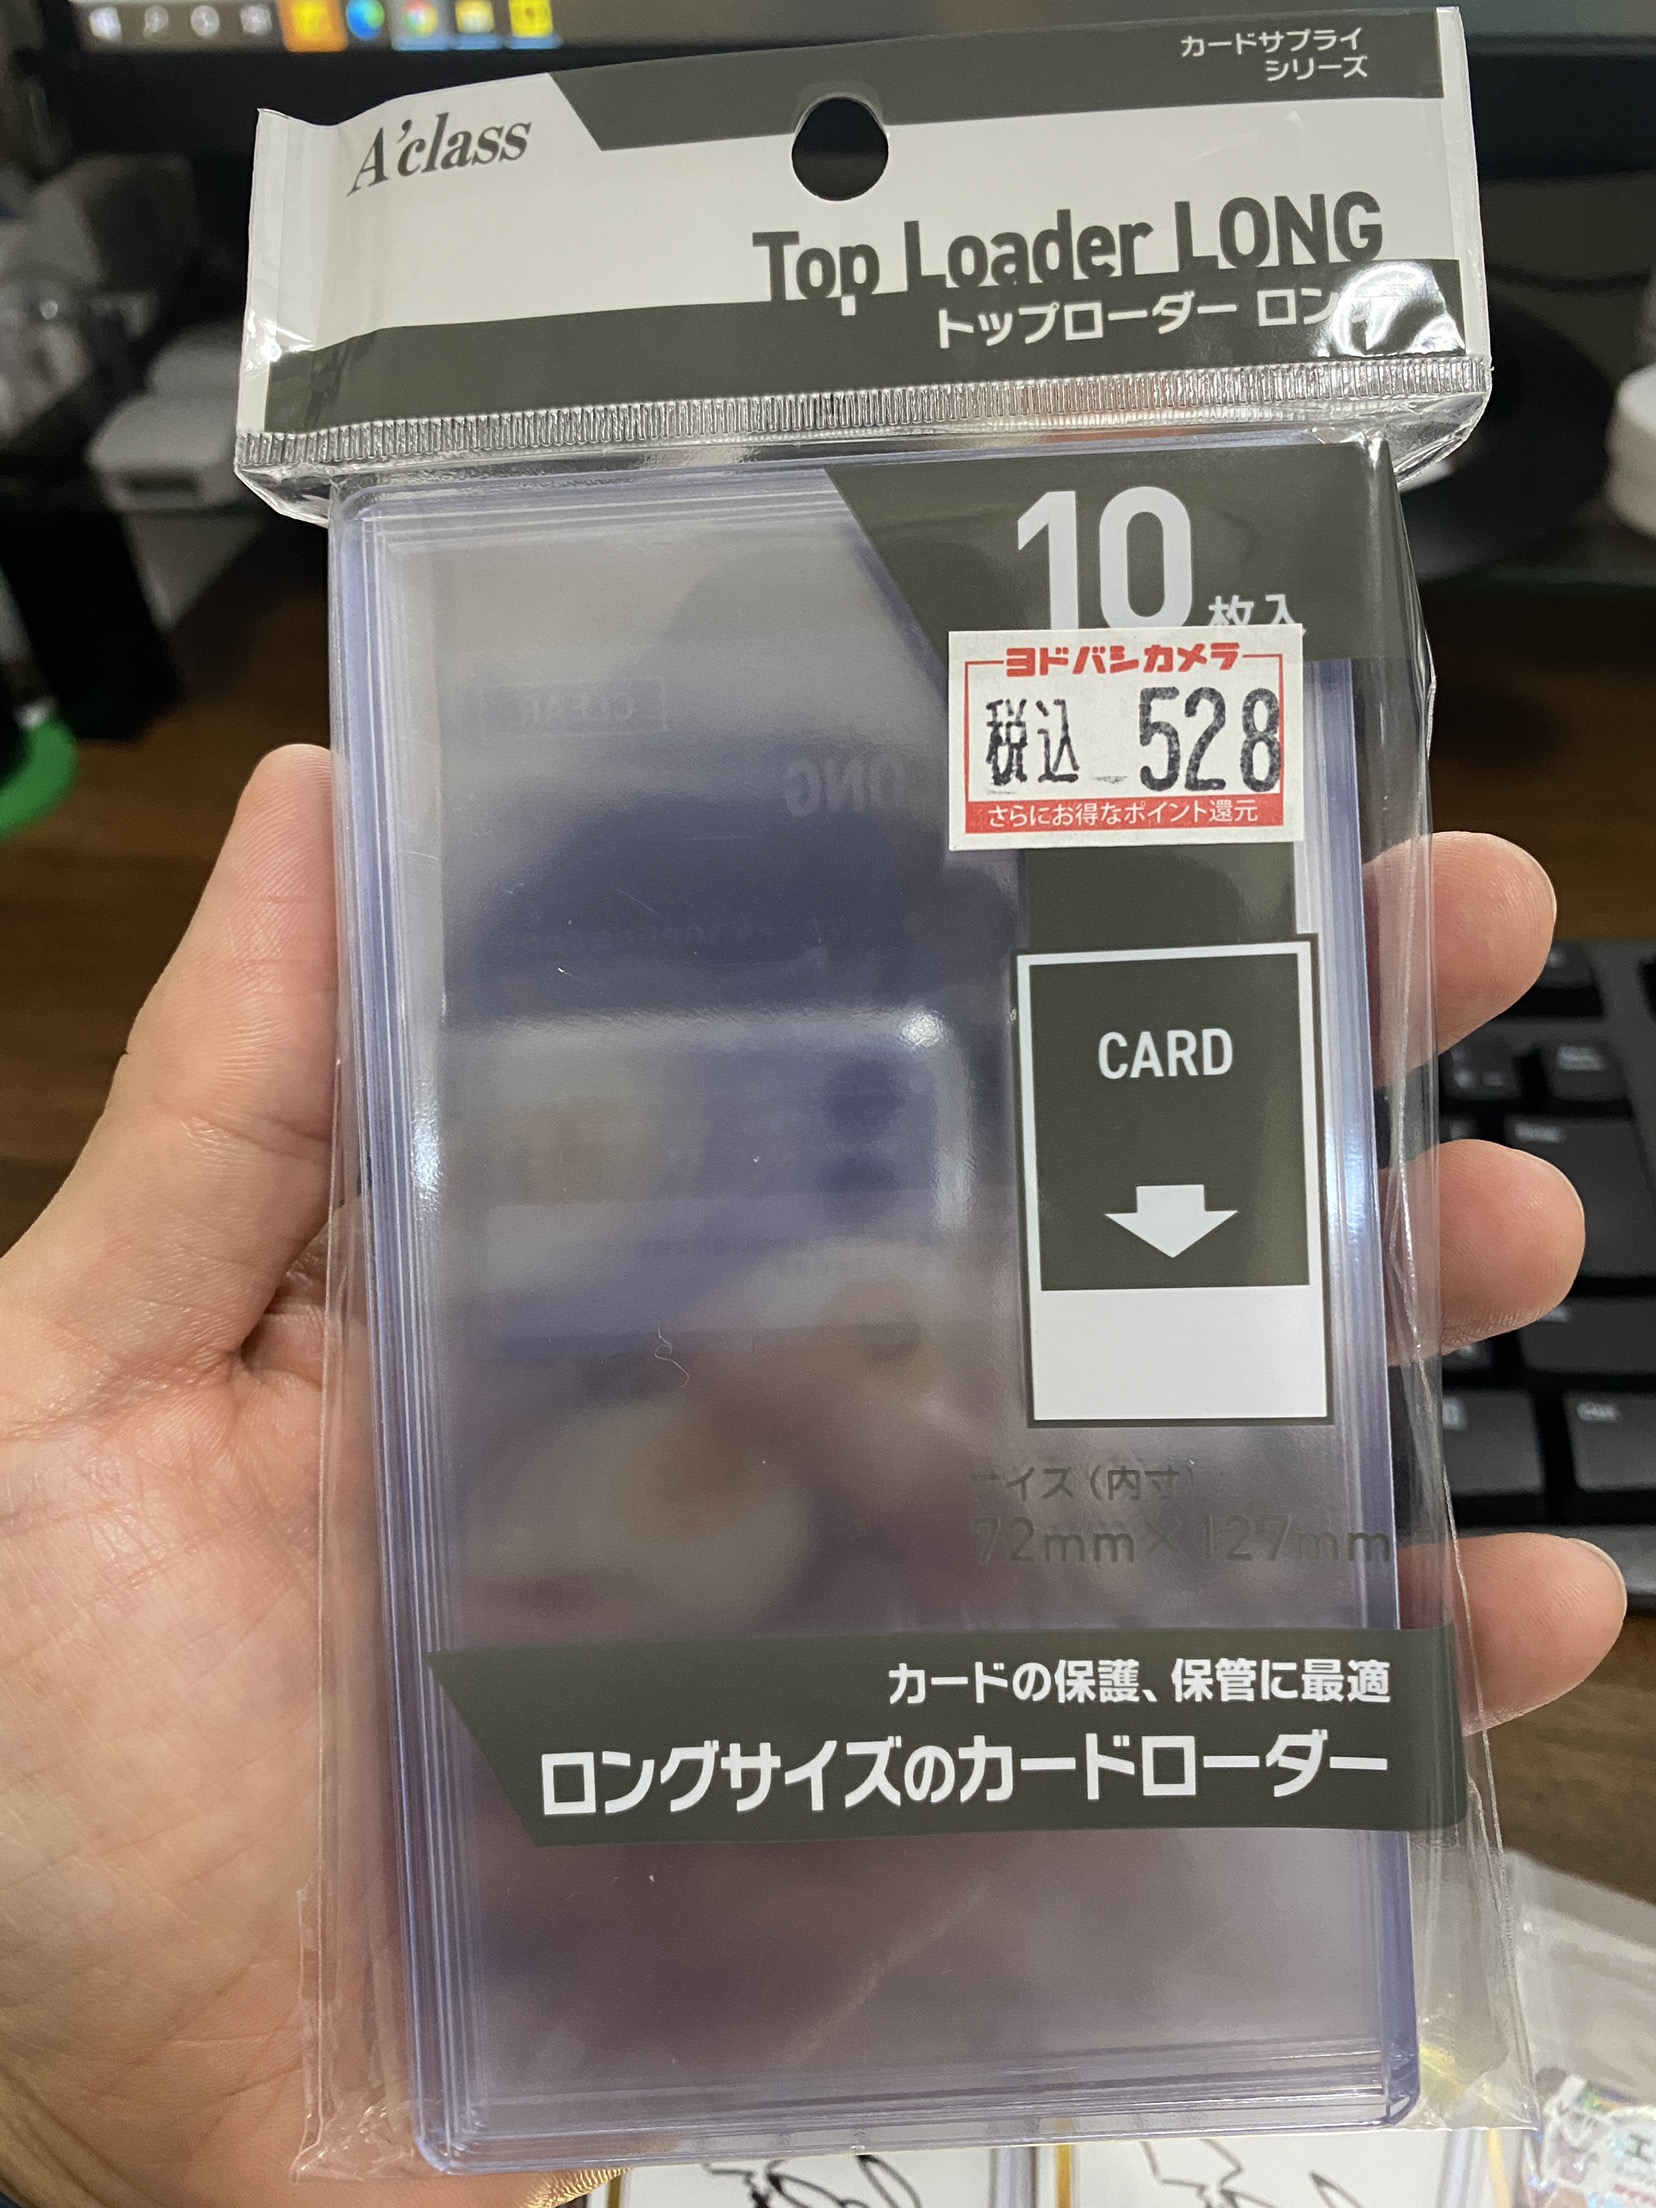 カードサプライ
シリーズ
A'class
Top Loader LONG
トップローダー ロング
10枚入
ヨドバシカメラ
税込 528
さらにお得なポイント還元
CARD
サイズ（内寸）
72mm×127mm
カードの保護、保管に最適
ロングサイズのカードローダー